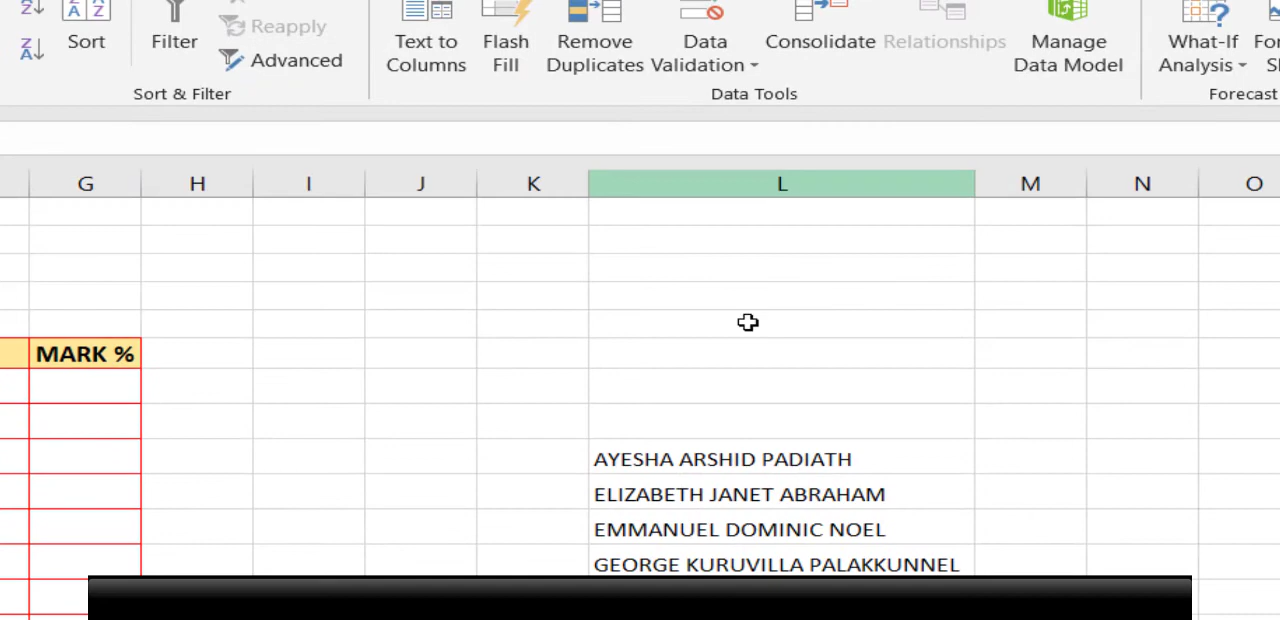 Z
A
Z A
A Z
Sort
Filter
Reapply
Advanced
Text to
Columns
Flash
Fill
Remove
Duplicates
Data
Validation
Consolidate
Relationships
Manage
Data Model
What-If
Analysis
Sort & Filter
Data Tools
Forecast
G H I J K L M N O
MARK %
AYESHA ARSHID PADIATH
ELIZABETH JANET ABRAHAM
EMMANUEL DOMINIC NOEL
GEORGE KURUVILLA PALAKKUNNEL